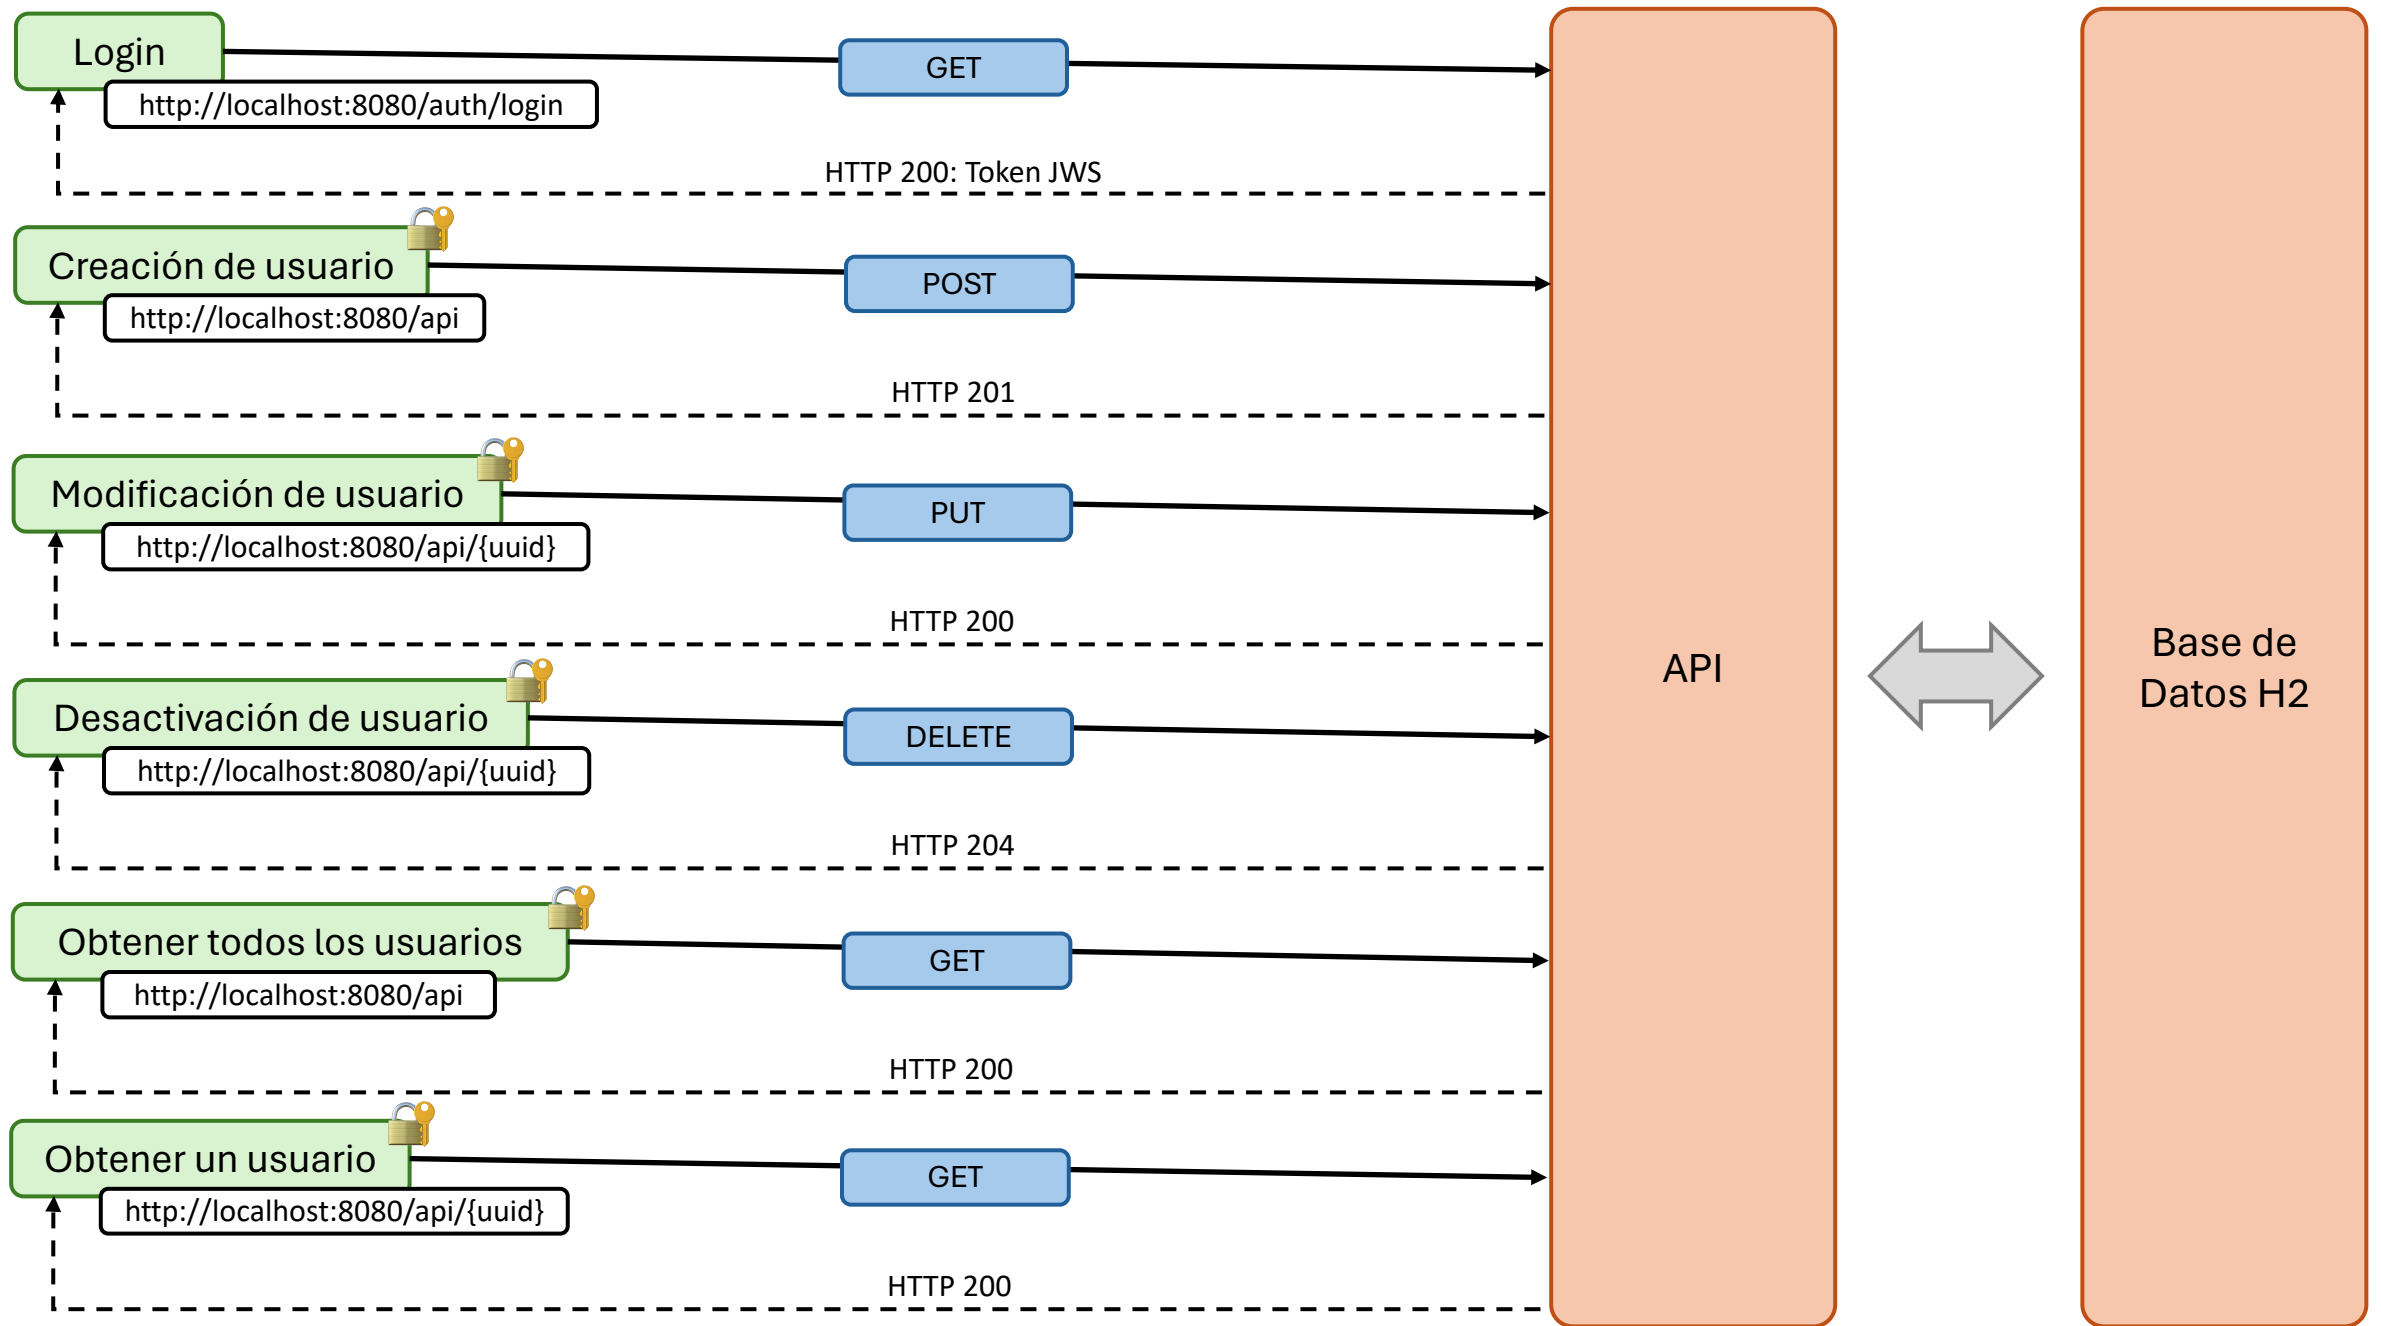 Login
GET
http://localhost:8080/auth/login
HTTP 200: Token JWS
Creación de usuario
POST
http://localhost:8080/api
HTTP 201
Modificación de usuario
PUT
http://localhost:8080/api/{uuid}
HTTP 200
Desactivación de usuario
DELETE
http://localhost:8080/api/{uuid}
HTTP 204
Obtener todos los usuarios
GET
http://localhost:8080/api
HTTP 200
Obtener un usuario
GET
http://localhost:8080/api/{uuid}
HTTP 200
API
Base de
Datos H2